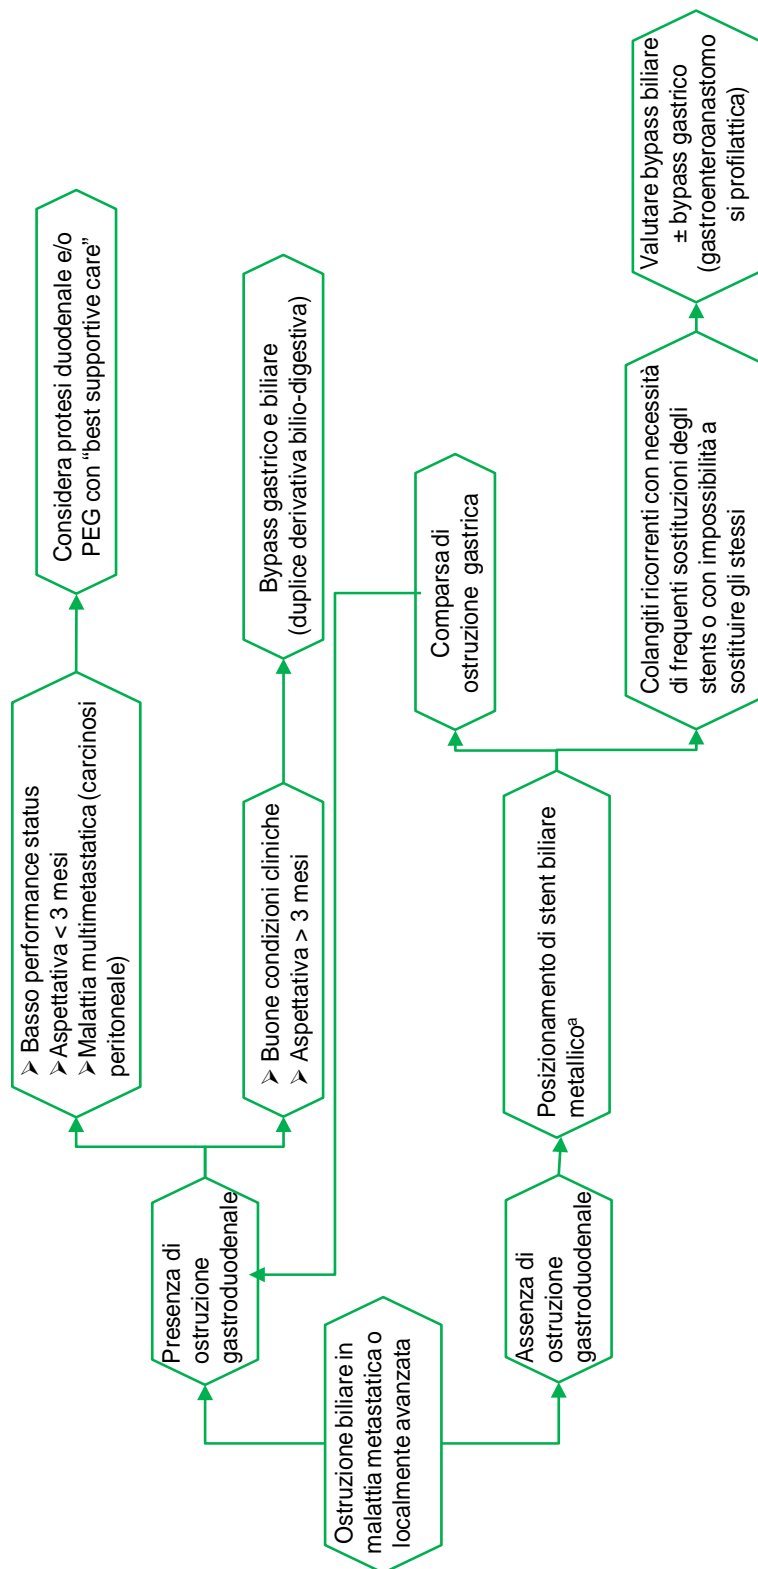 Ostruzione biliare in
malattia metastatica o
localmente avanzata
Presenza di
ostruzione
gastroduodenale
➢ Basso performance status
➢ Aspettativa < 3 mesi
➢ Malattia multimetastatica (carcinosi
peritoneale)
Considera protesi duodenale e/o
PEG con “best supportive care”
➢ Buone condizioni cliniche
➢ Aspettativa > 3 mesi
Bypass gastrico e biliare
(duplice derivativa bilio-digestiva)
Assenza di
ostruzione
gastroduodenale
Posizionamento di stent biliare
metallicoᵃ
Comparsa di
ostruzione gastrica
Colangiti ricorrenti con necessità
di frequenti sostituzioni degli
stents o con impossibilità a
sostituire gli stessi
Valutare bypass biliare
± bypass gastrico
(gastroenteroanastomo
si profilattica)